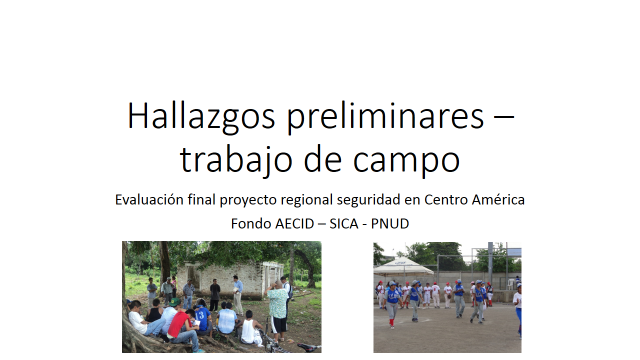 Hallazgos preliminares –
trabajo de campo
Evaluación final proyecto regional seguridad en Centro América
Fondo AECID – SICA - PNUD